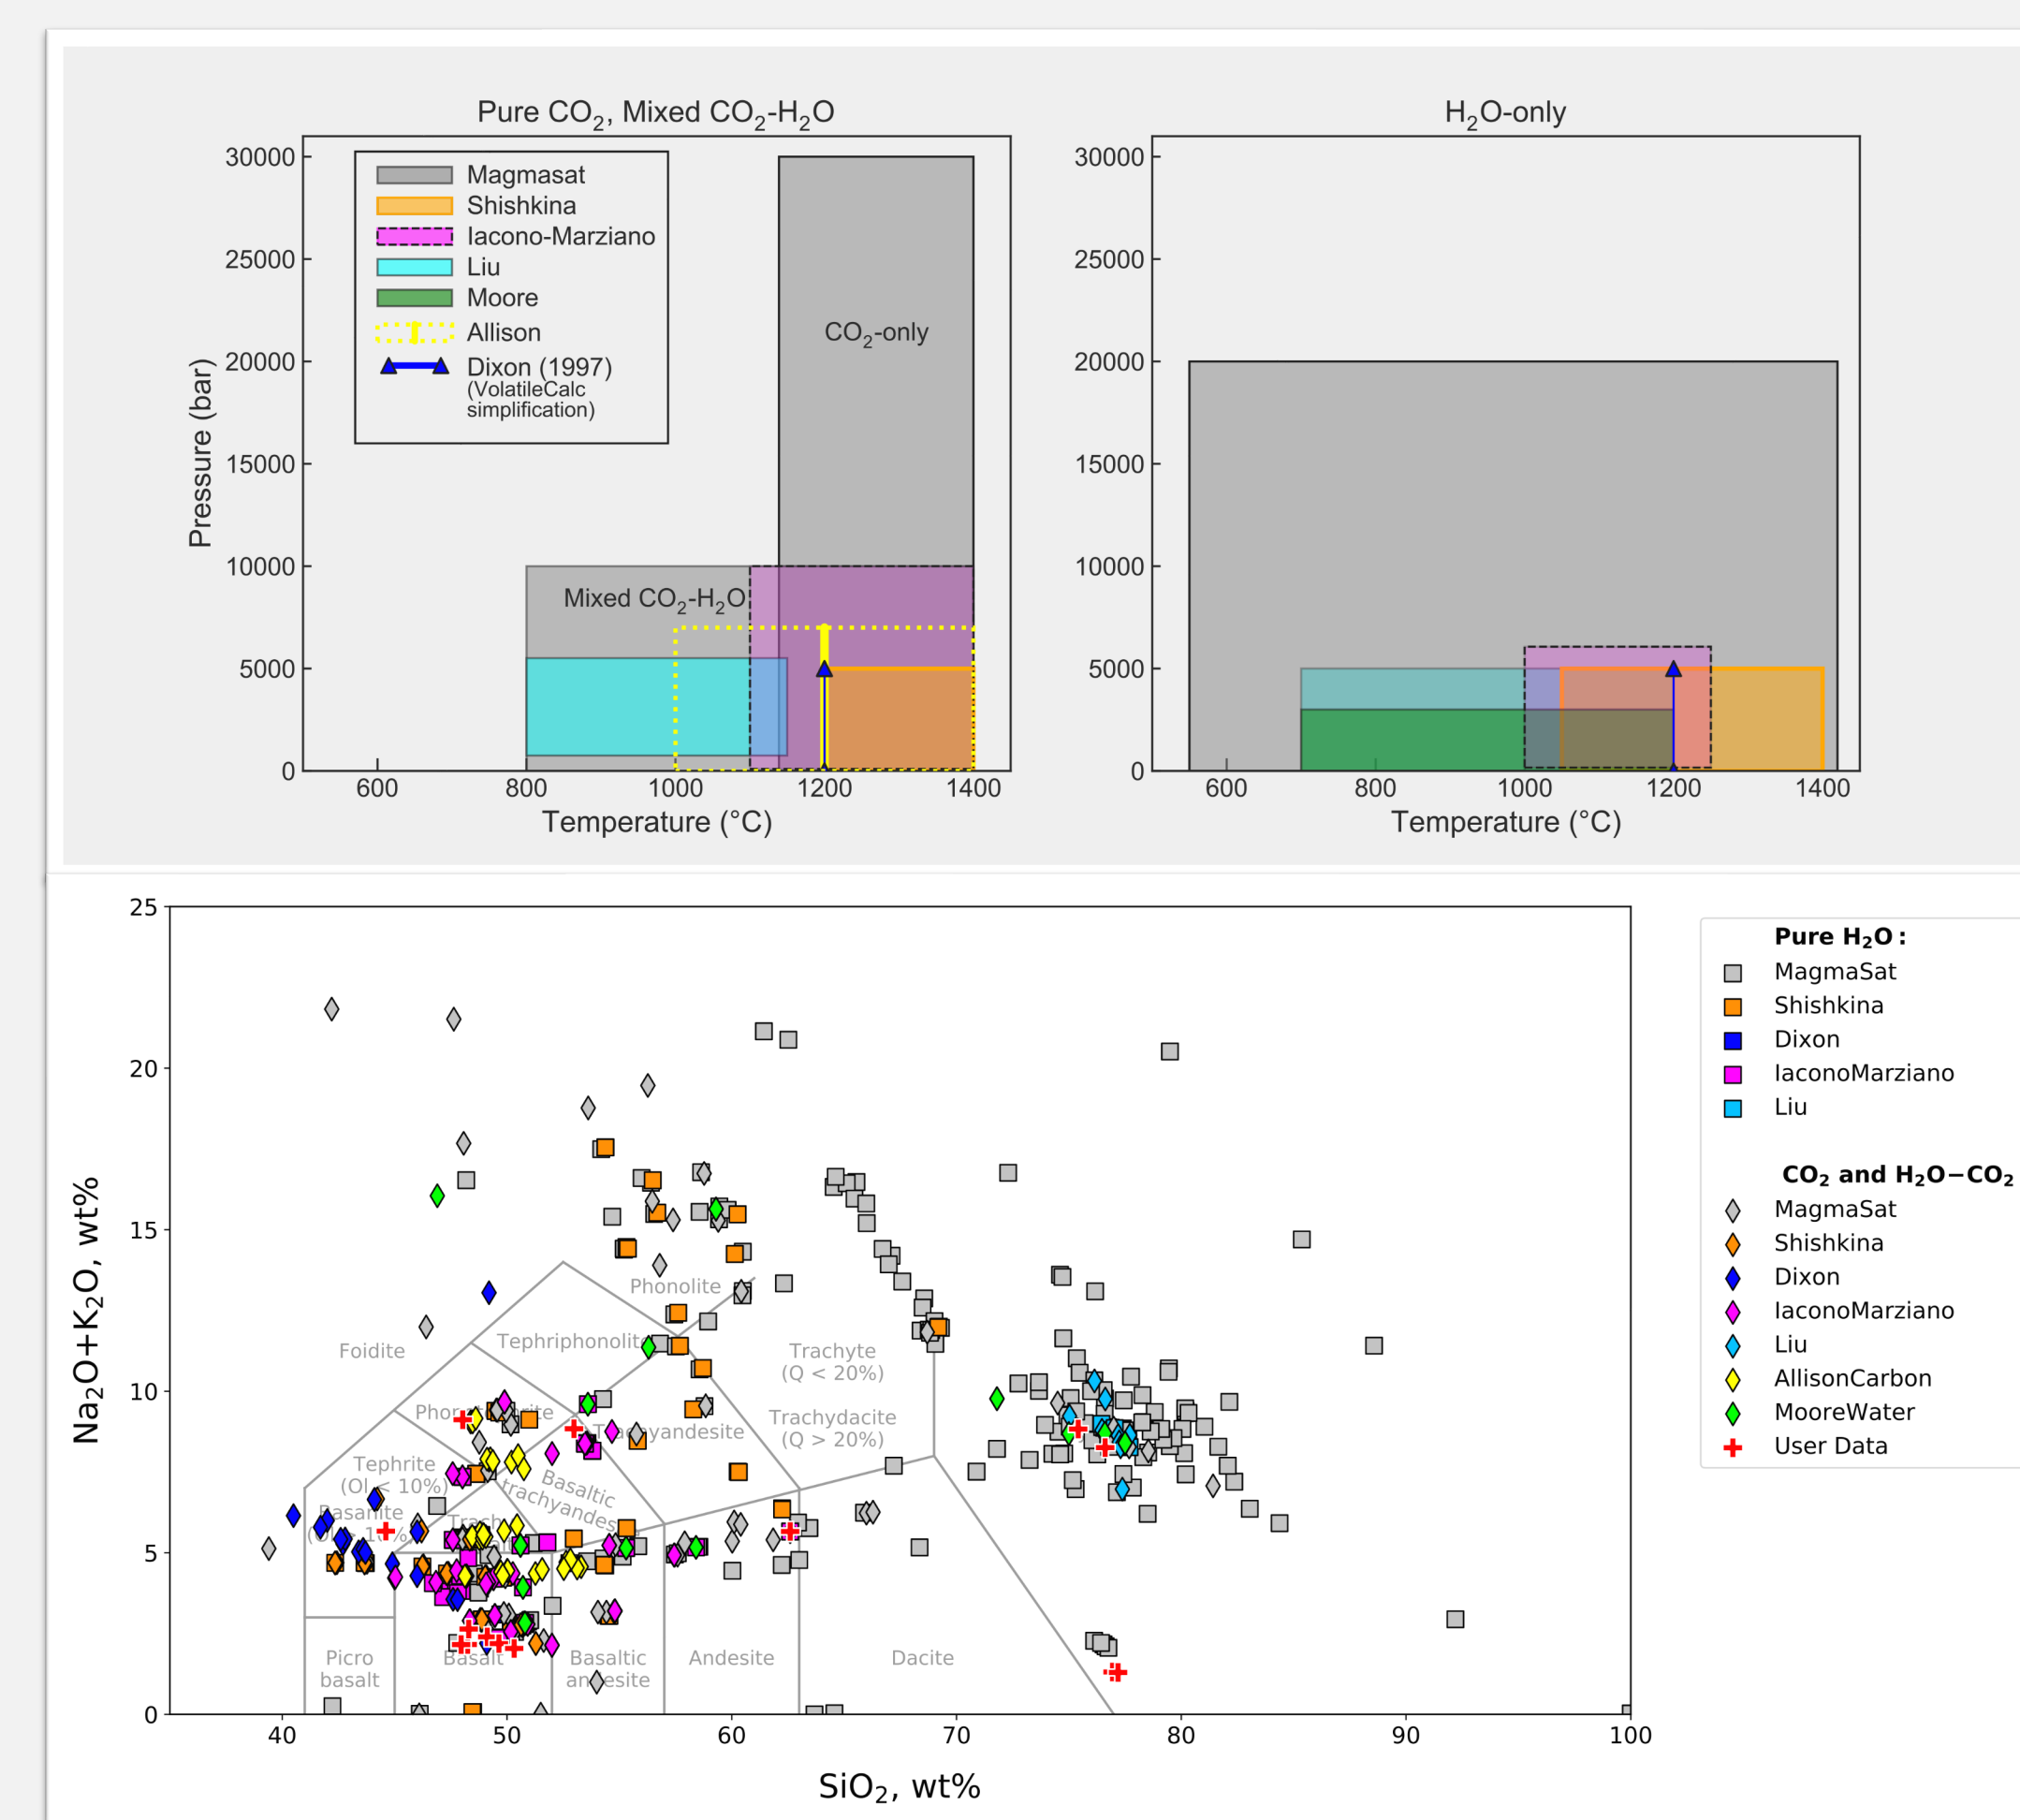 Pure CO₂, Mixed CO₂-H₂O
Pressure (bar)
30000
25000
20000
15000
10000
5000
0
Magmasat
Shishkina
Iacono-Marziano
Liu
Moore
Allison
Dixon (1997)
(VolatileCalc
simplification)
CO₂-only
Mixed CO₂-H₂O
600 800 1000 1200 1400
Temperature (°C)
H₂O-only
30000
25000
20000
15000
10000
5000
0
600 800 1000 1200 1400
Temperature (°C)
Na₂O+K₂O, wt%
25
20
15
10
5
0
Phonolite
Tephriphonolite
Foidite
Trachyte
(Q < 20%)
Trachydacite
(Q > 20%)
Tephrite
(Ol < 10%)
Basanite
Basaltic
trachyandes
Picro
basalt
Basalt
Basaltic
andesite
Andesite
Dacite
40 50 60 70 80 90 100
SiO₂, wt%
Pure H₂O:
MagmaSat
Shishkina
Dixon
IaconoMarziano
Liu
CO₂ and H₂O−CO₂
MagmaSat
Shishkina
Dixon
IaconoMarziano
Liu
AllisonCarbon
MooreWater
User Data